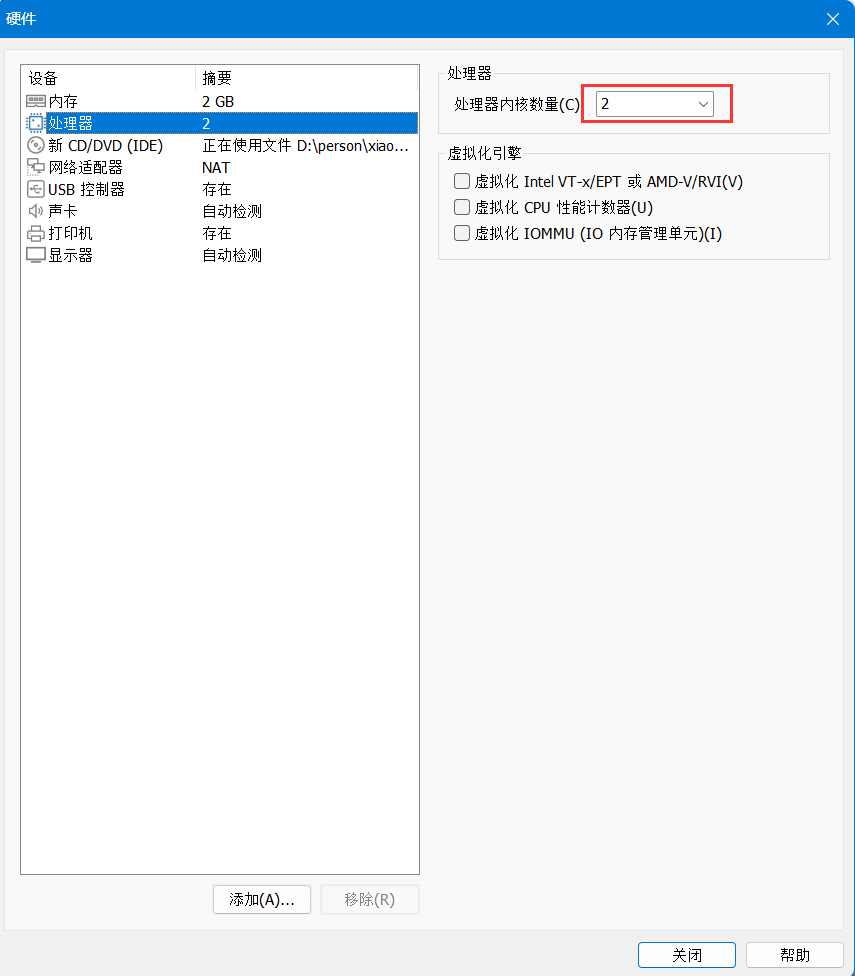 硬件
设备 摘要
内存 2 GB
处理器 2
新 CD/DVD (IDE) 正在使用文件 D:\person\xiao...
网络适配器 NAT
USB 控制器 存在
声卡 自动检测
打印机 存在
显示器 自动检测
添加(A)... 移除(R)
处理器
处理器内核数量(C) 2
虚拟化引擎
虚拟化 Intel VT-x/EPT 或 AMD-V/RVI(V)
虚拟化 CPU 性能计数器(U)
虚拟化 IOMMU (IO 内存管理单元)(I)
关闭 帮助